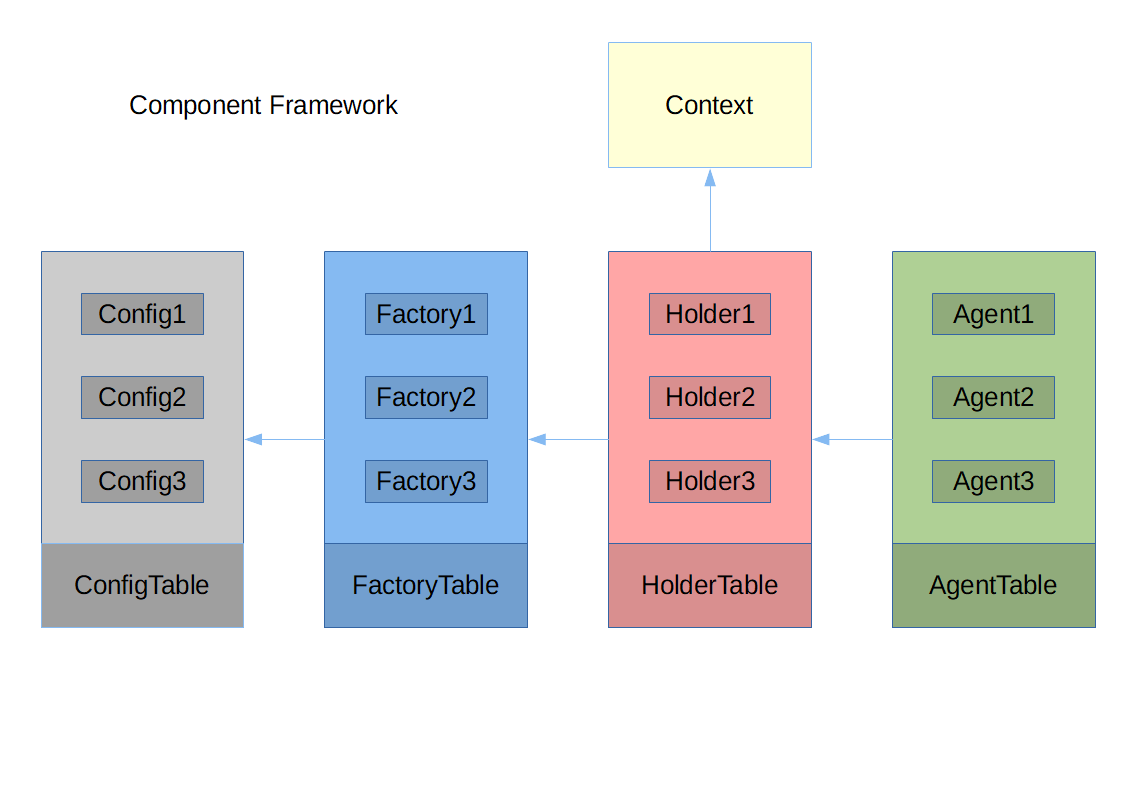 Component Framework
Context
Config1
Factory1
Holder1
Agent1
Config2
Factory2
Holder2
Agent2
Config3
Factory3
Holder3
Agent3
ConfigTable
FactoryTable
HolderTable
AgentTable